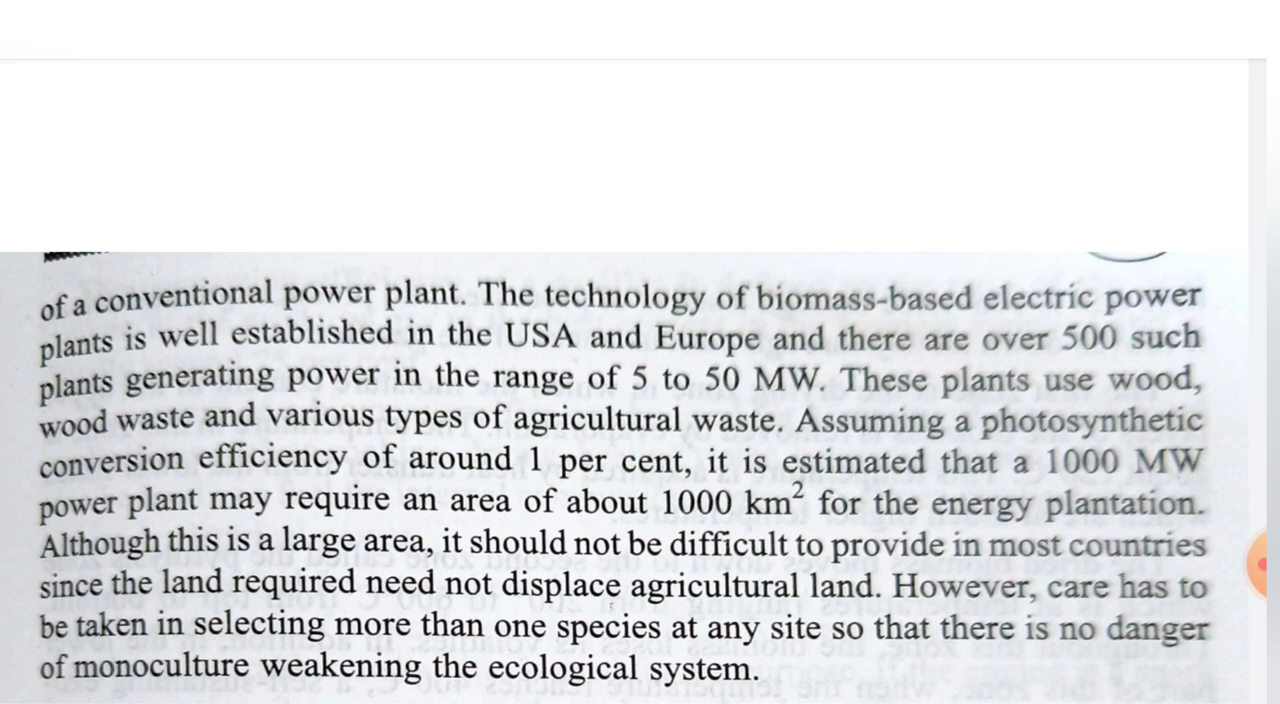 of a conventional power plant. The technology of biomass-based electric power
plants is well established in the USA and Europe and there are over 500 such
plants generating power in the range of 5 to 50 MW. These plants use wood,
wood waste and various types of agricultural waste. Assuming a photosynthetic
conversion efficiency of around 1 per cent, it is estimated that a 1000 MW
power plant may require an area of about 1000 km² for the energy plantation.
Although this is a large area, it should not be difficult to provide in most countries
since the land required need not displace agricultural land. However, care has to
be taken in selecting more than one species at any site so that there is no danger
of monoculture weakening the ecological system.